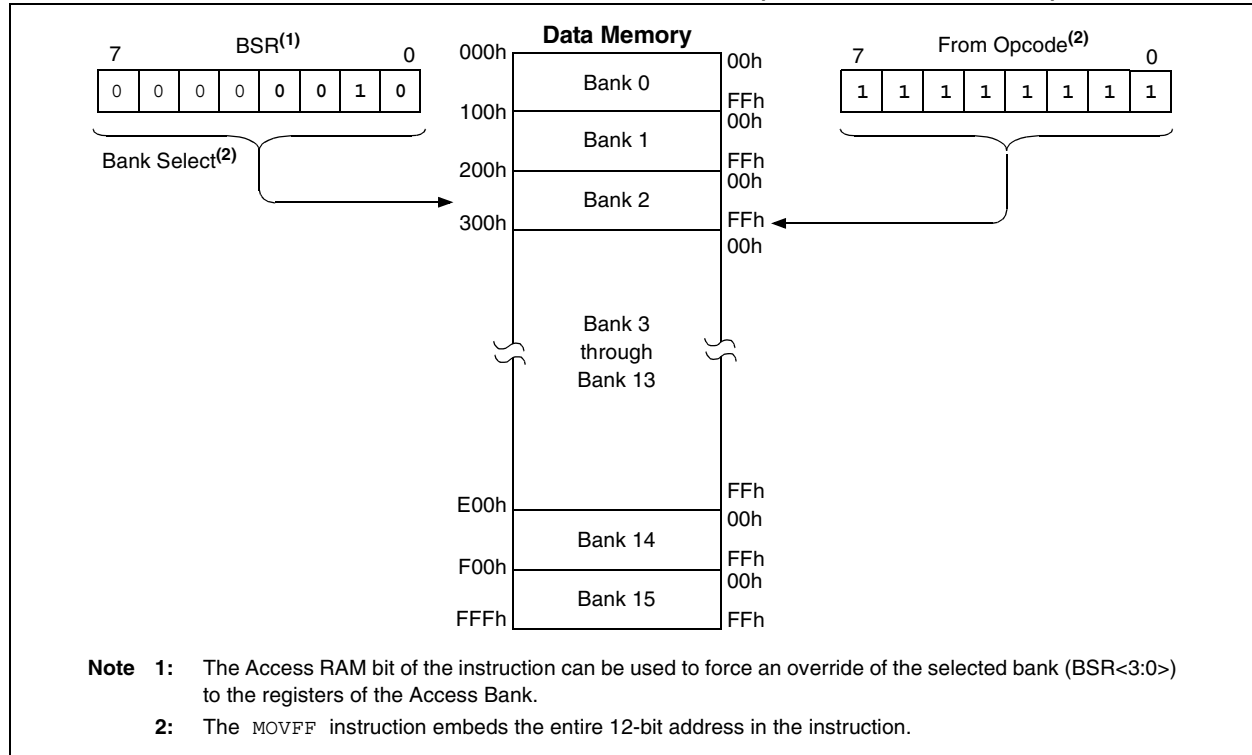 Data Memory
7 BSR(1) 0
0 0 0 0 0 0 1 0
Bank Select(2)
7 From Opcode(2) 0
1 1 1 1 1 1 1 1
000h Bank 0 00h
FFh
100h Bank 1 00h
FFh
200h Bank 2 00h
FFh
300h 00h
Bank 3
through
Bank 13
FFh
E00h Bank 14 00h
FFh
F00h Bank 15 00h
FFFh FFh
Note 1: The Access RAM bit of the instruction can be used to force an override of the selected bank (BSR<3:0>)
to the registers of the Access Bank.
2: The MOVFF instruction embeds the entire 12-bit address in the instruction.